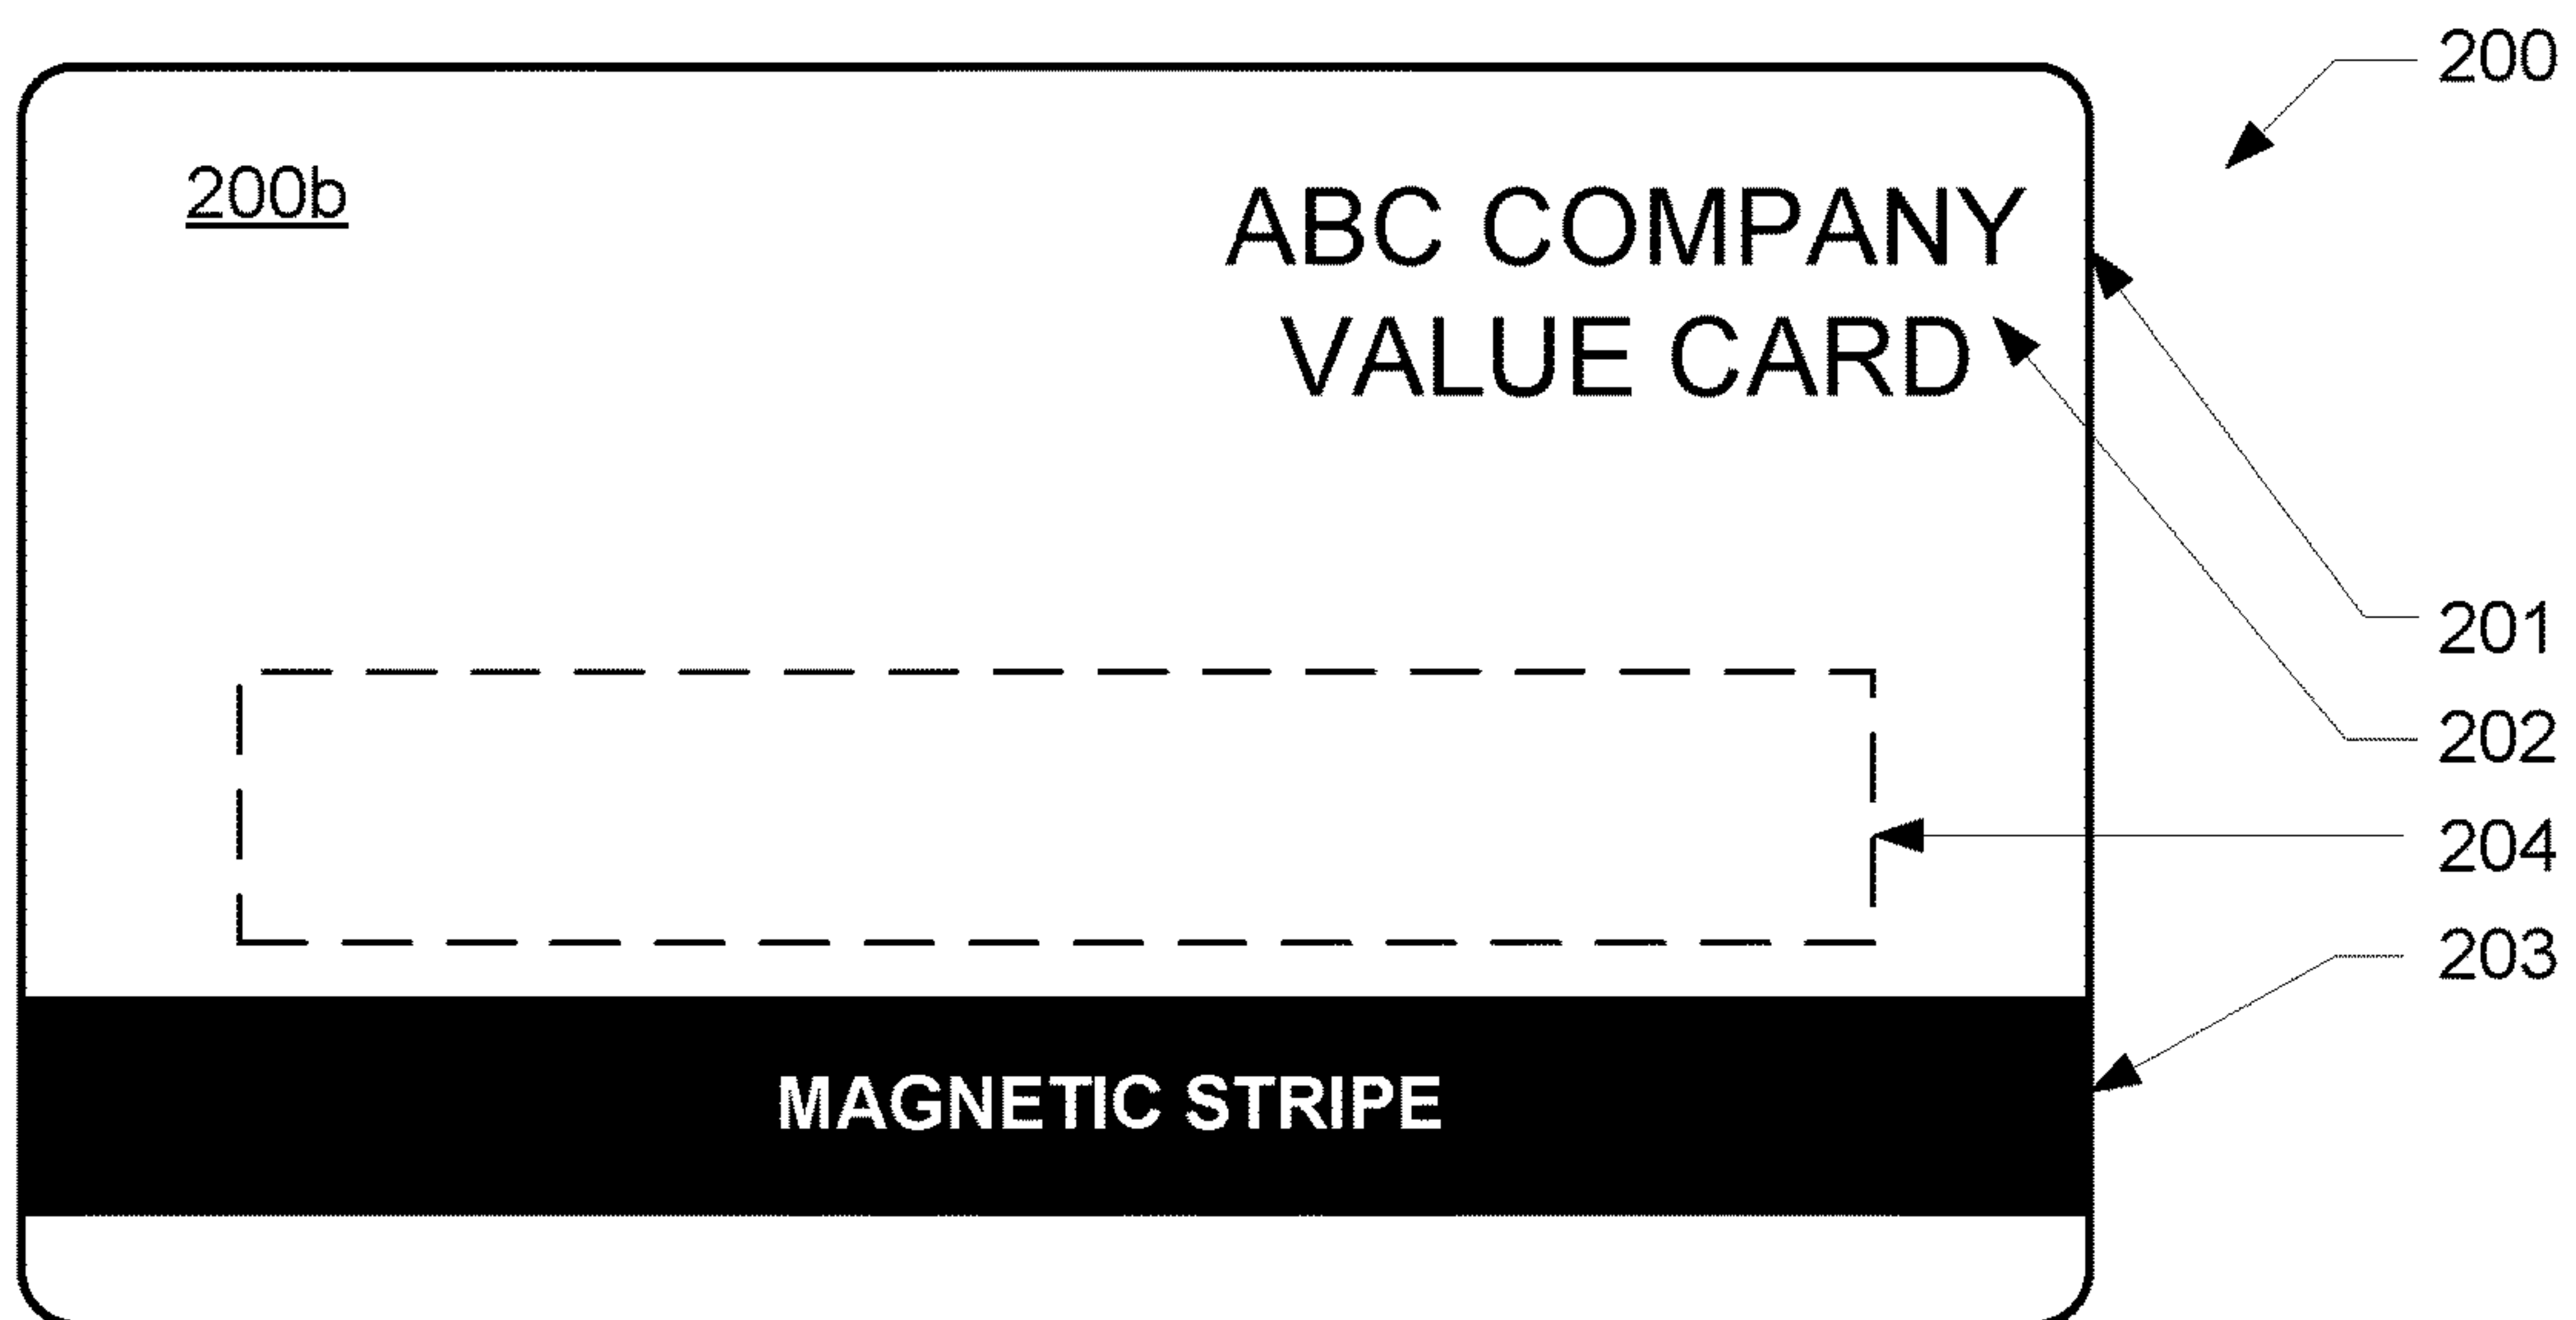 200
200b
ABC COMPANY
VALUE CARD
201
202
204
203
MAGNETIC STRIPE